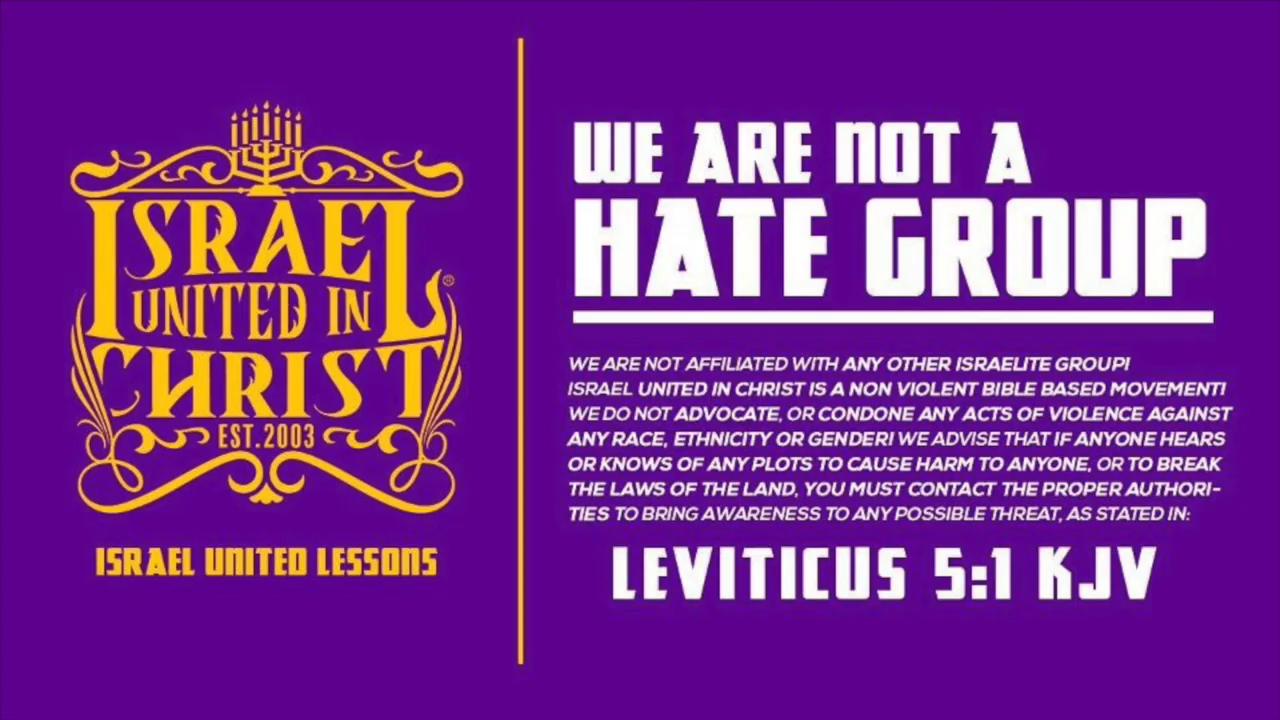 ISRAEL
UNITED IN
CHRIST
EST.2003
ISRAEL UNITED LESSONS
WE ARE NOT A
HATE GROUP
WE ARE NOT AFFILIATED WITH ANY OTHER ISRAELITE GROUP!
ISRAEL UNITED IN CHRIST IS A NON VIOLENT BIBLE BASED MOVEMENT!
WE DO NOT ADVOCATE, OR CONDONE ANY ACTS OF VIOLENCE AGAINST
ANY RACE, ETHNICITY OR GENDER! WE ADVISE THAT IF ANYONE HEARS
OR KNOWS OF ANY PLOTS TO CAUSE HARM TO ANYONE, OR TO BREAK
THE LAWS OF THE LAND, YOU MUST CONTACT THE PROPER AUTHORI-
TIES TO BRING AWARENESS TO ANY POSSIBLE THREAT, AS STATED IN:
LEVITICUS 5:1 KJV